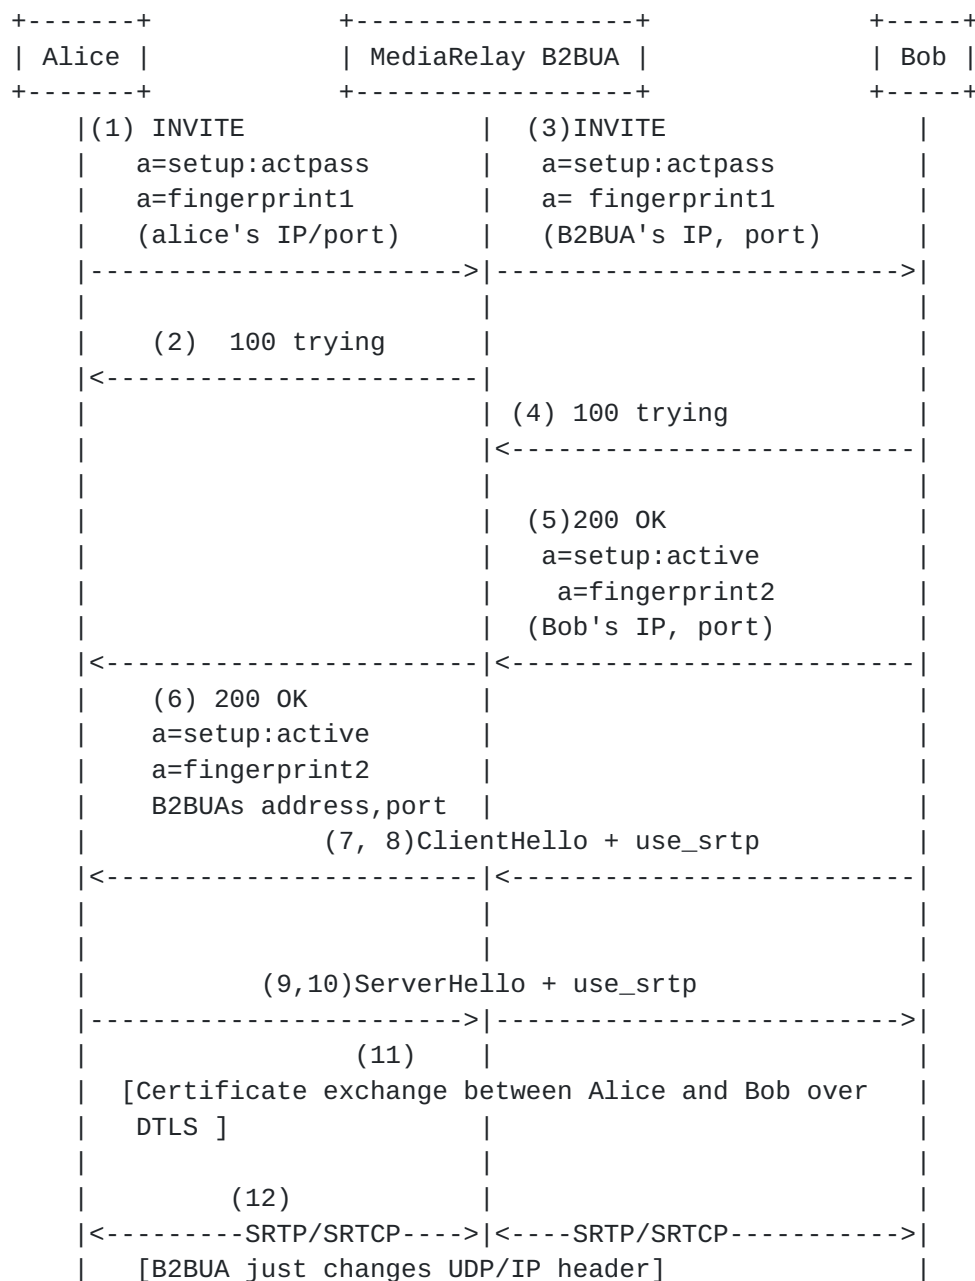 +-------+            +------------------+              +-----+
| Alice |            | MediaRelay B2BUA |              | Bob |
+-------+            +------------------+              +-----+
    |(1) INVITE               |  (3)INVITE                |
    |   a=setup:actpass       |   a=setup:actpass         |
    |   a=fingerprint1        |   a= fingerprint1         |
    |   (alice's IP/port)     |   (B2BUA's IP, port)      |
    |------------------------>|-------------------------->|
    |                         |                           |
    |    (2)  100 trying      |                           |
    |<------------------------|                           |
    |                         | (4) 100 trying            |
    |                         |<--------------------------|
    |                         |                           |
    |                         |  (5)200 OK                |
    |                         |   a=setup:active          |
    |                         |    a=fingerprint2         |
    |                         |  (Bob's IP, port)         |
    |<------------------------|<--------------------------|
    |    (6) 200 OK           |                           |
    |    a=setup:active       |                           |
    |    a=fingerprint2       |                           |
    |    B2BUAs address,port  |                           |
    |               (7, 8)ClientHello + use_srtp          |
    |<------------------------|<--------------------------|
    |                         |                           |
    |                         |                           |
    |           (9,10)ServerHello + use_srtp              |
    |------------------------>|-------------------------->|
    |                 (11)    |                           |
    |  [Certificate exchange between Alice and Bob over   |
    |   DTLS ]                |                           |
    |                         |                           |
    |         (12)            |                           |
    |<---------SRTP/SRTCP---->|<----SRTP/SRTCP----------->|
    |   [B2BUA just changes UDP/IP header]                |